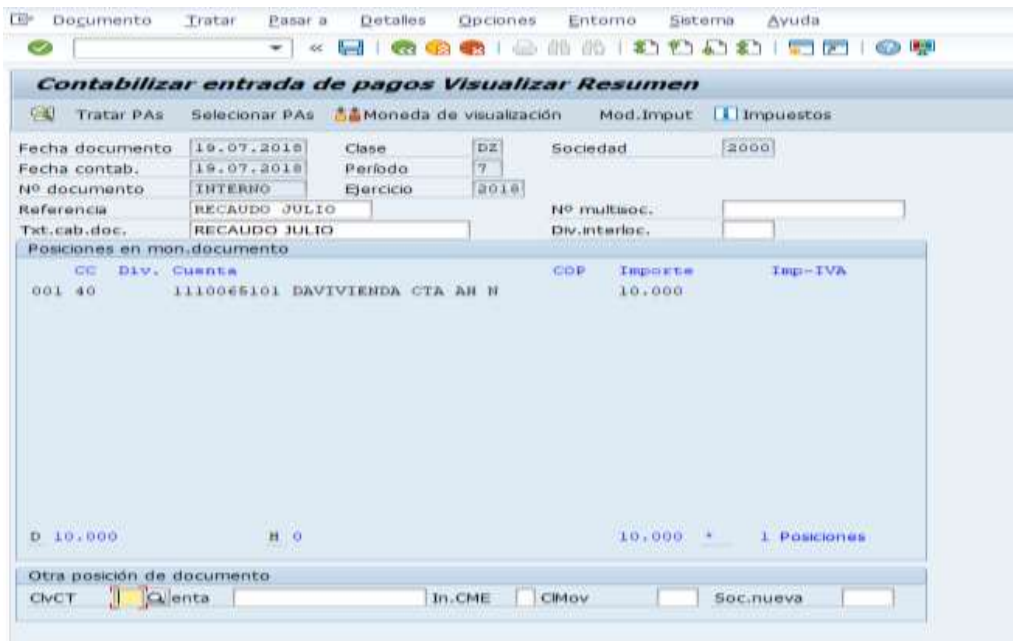 Documento Tratar Pasar a Detalles Opciones Entorno Sistema Ayuda
Contabilizar entrada de pagos Visualizar Resumen
Tratar PAs Selecionar PAs Moneda de visualización Mod.Imput Impuestos
Fecha documento 19.07.2018 Clase DZ Sociedad 2000
Fecha contab. 19.07.2018 Período 7
Nº documento INTERNO Ejercicio 2018
Referencia RECAUDO JULIO Nº multisoc.
Txt.cab.doc. RECAUDO JULIO Div.interloc.
Posiciones en mon.documento
CC Div. Cuenta COP Importe Imp-IVA
001 40 1110065101 DAVIVIENDA CTA AH N 10.000
D 10.000 H 0 10.000 * 1 Posiciones
Otra posición de documento
ClvCT enta In.CME ClMov Soc.nueva